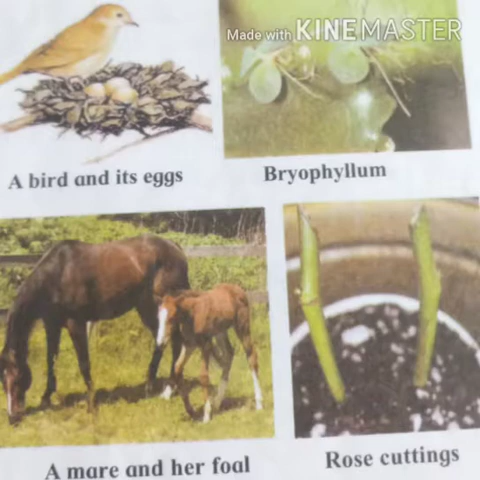 Made with KINEMASTER
A bird and its eggs
Bryophyllum
A mare and her foal
Rose cuttings